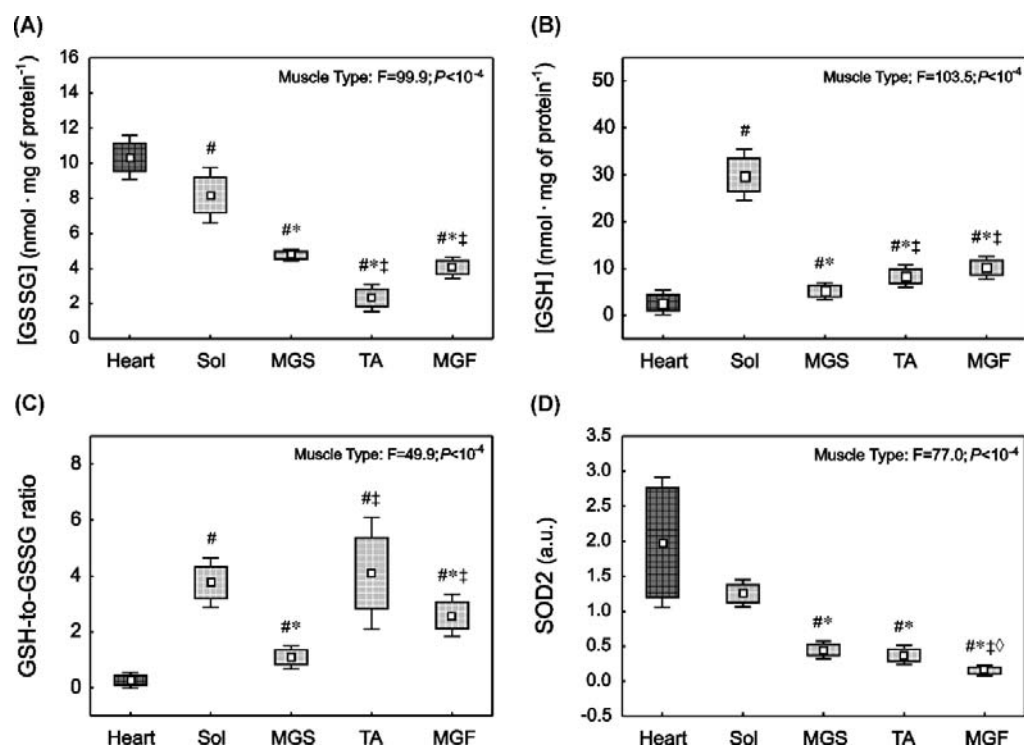 (A)
[GSSG] (nmol · mg of protein⁻¹)
16
14
12
10
8
6
4
2
0
Muscle Type: F=99.9; P<10⁻⁴
#
#*
#*‡
#*‡
Heart Sol MGS TA MGF
(B)
[GSH] (nmol · mg of protein⁻¹)
50
40
30
20
10
0
Muscle Type; F=103.5; P<10⁻⁴
#
#*
#*‡
#*‡
Heart Sol MGS TA MGF
(C)
GSH-to-GSSG ratio
8
6
4
2
0
Muscle Type: F=49.9; P<10⁻⁴
#
#*
#‡
#*‡
Heart Sol MGS TA MGF
(D)
SOD2 (a.u.)
3.5
3.0
2.5
2.0
1.5
1.0
0.5
0.0
-0.5
Muscle Type: F=77.0; P<10⁻⁴
#*
#*
#*‡◊
Heart Sol MGS TA MGF